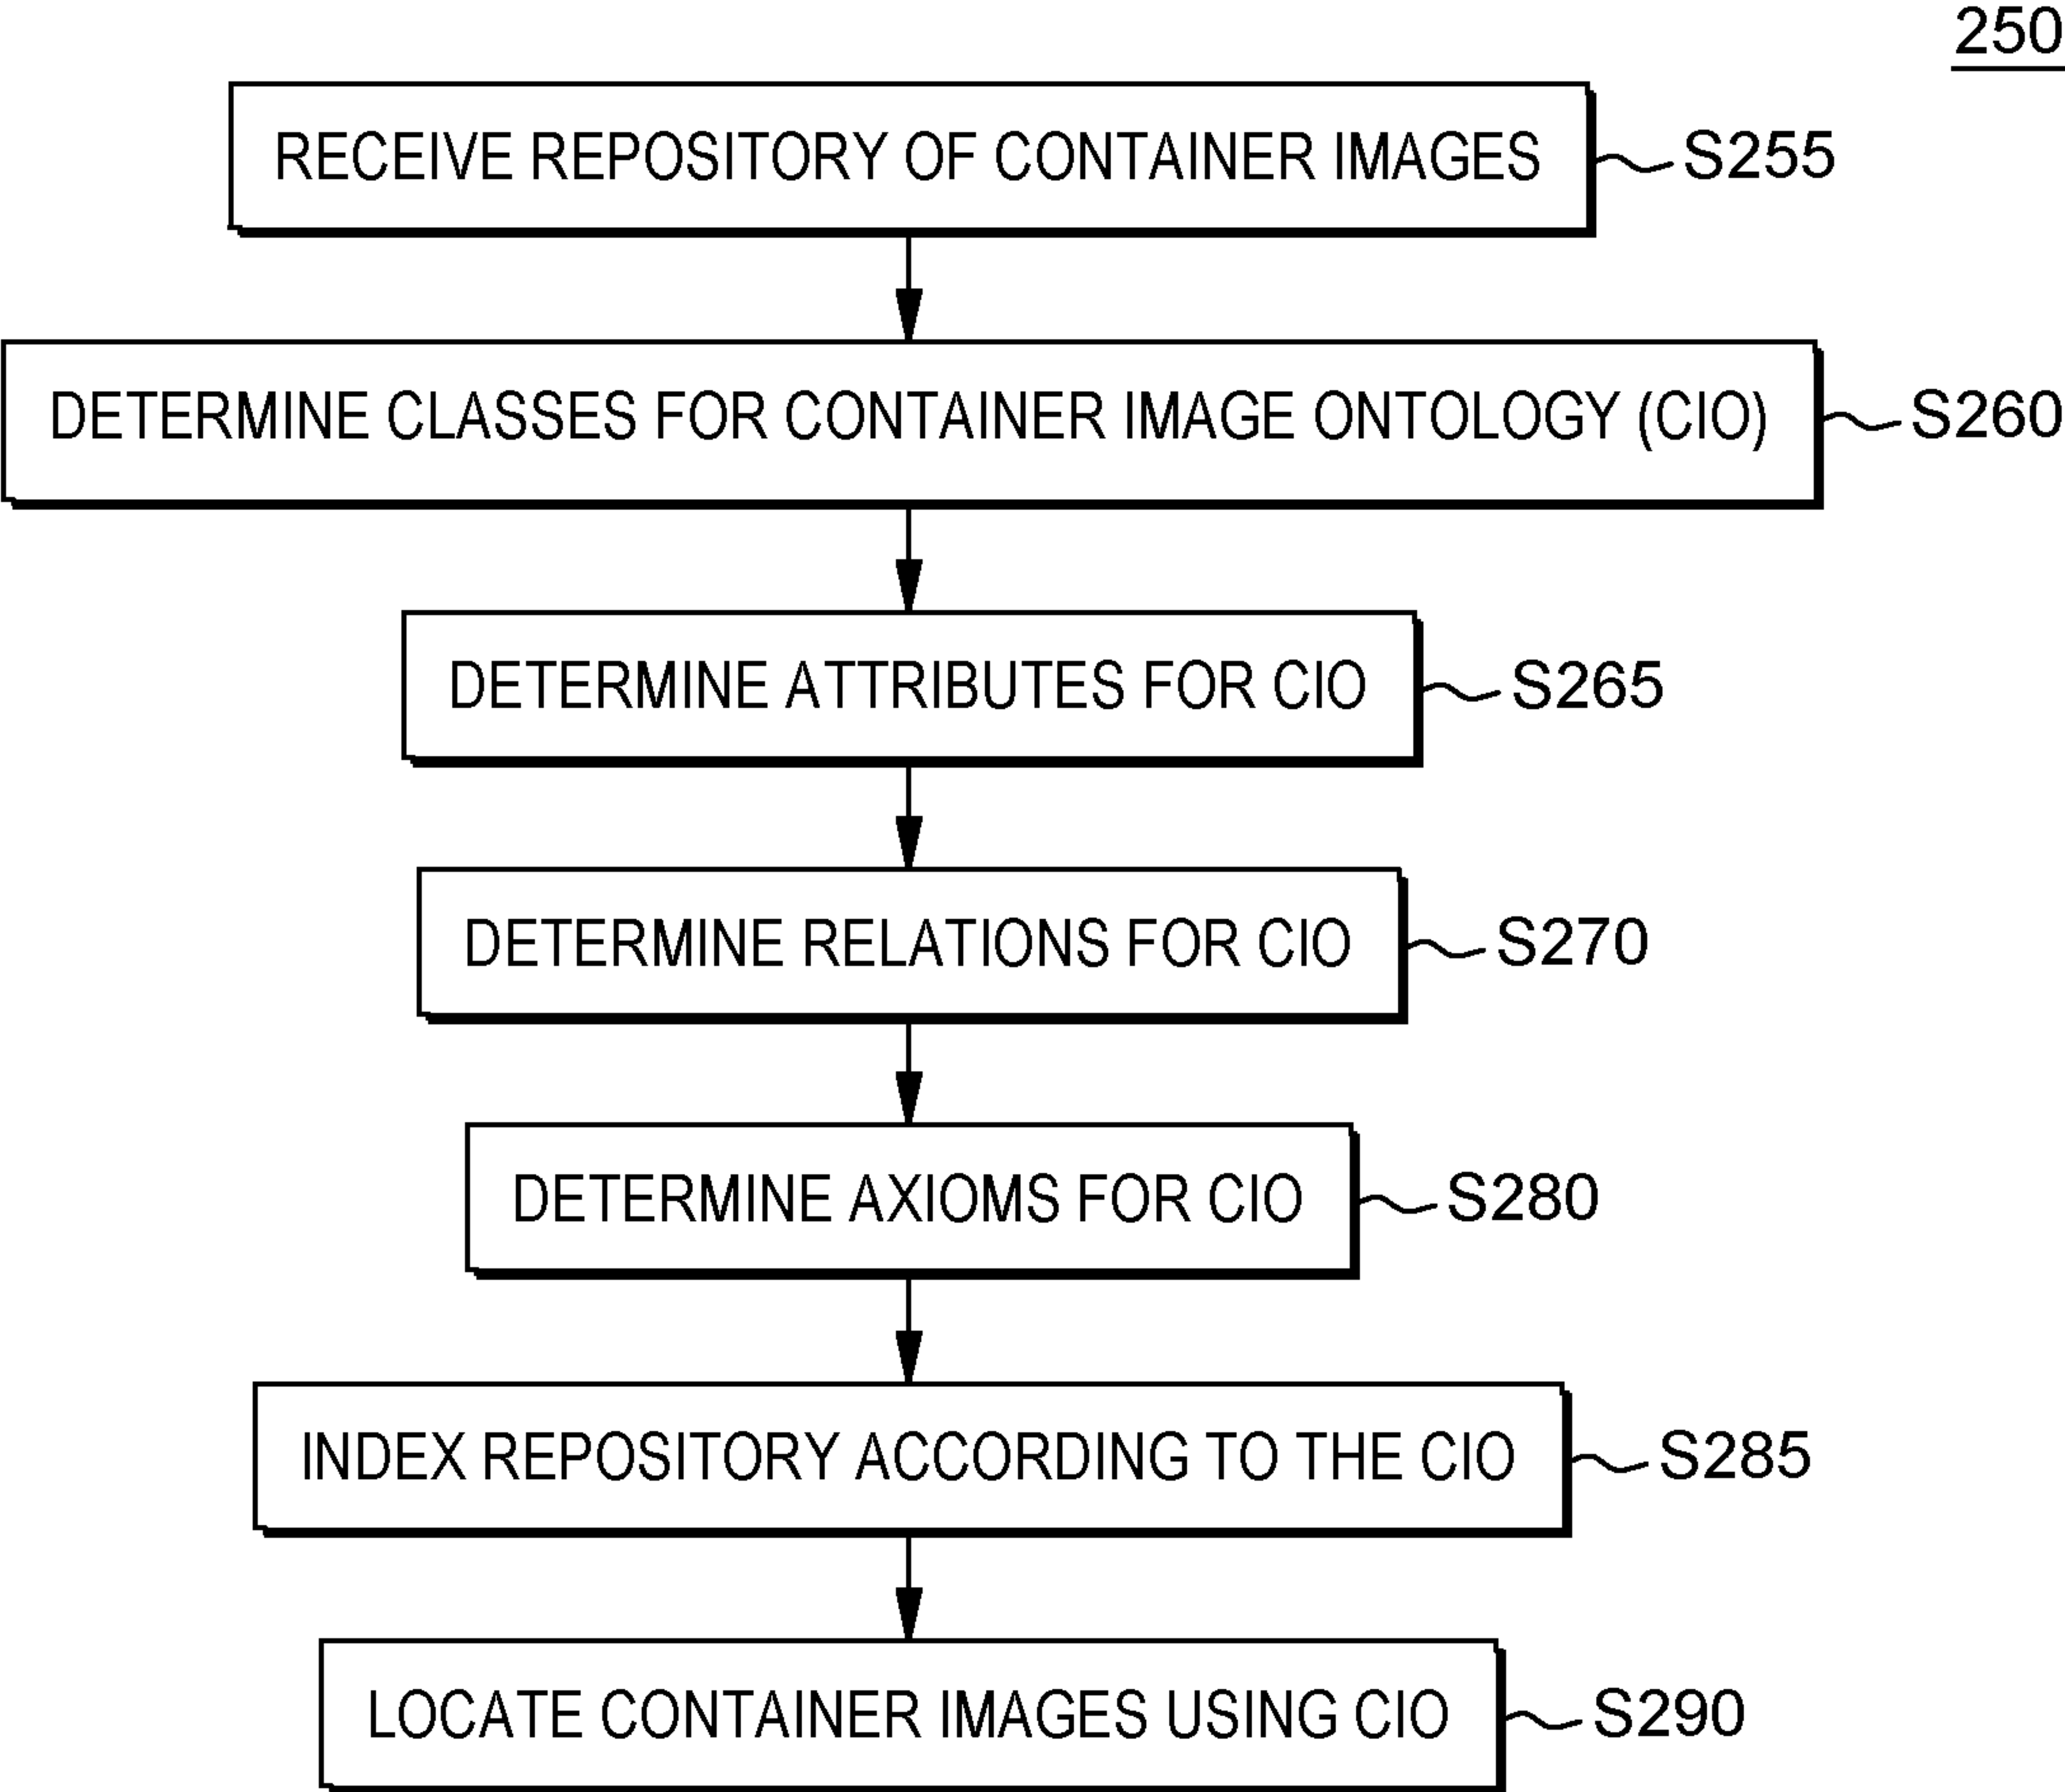 250
RECEIVE REPOSITORY OF CONTAINER IMAGES
S255
DETERMINE CLASSES FOR CONTAINER IMAGE ONTOLOGY (CIO)
S260
DETERMINE ATTRIBUTES FOR CIO
S265
DETERMINE RELATIONS FOR CIO
S270
DETERMINE AXIOMS FOR CIO
S280
INDEX REPOSITORY ACCORDING TO THE CIO
S285
LOCATE CONTAINER IMAGES USING CIO
S290